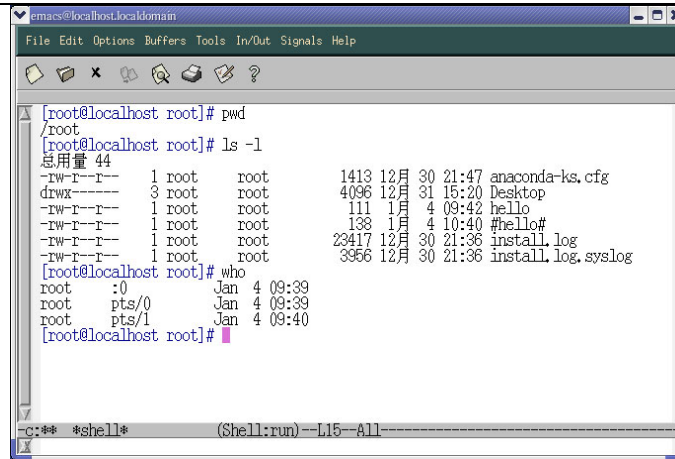 emacs@localhost.localdomain
File Edit Options Buffers Tools In/Out Signals Help
[root@localhost root]# pwd
/root
[root@localhost root]# ls -l
总用量 44
-rw-r--r-- 1 root root 1413 12月 30 21:47 anaconda-ks.cfg
drwx------ 3 root root 4096 12月 31 15:20 Desktop
-rw-r--r-- 1 root root 111 1月 4 09:42 hello
-rw-r--r-- 1 root root 138 1月 4 10:40 #hello#
-rw-r--r-- 1 root root 23417 12月 30 21:36 install.log
-rw-r--r-- 1 root root 3956 12月 30 21:36 install.log.syslog
[root@localhost root]# who
root :0 Jan 4 09:39
root pts/0 Jan 4 09:39
root pts/1 Jan 4 09:40
[root@localhost root]#
-c:** *shell* (Shell:run)--L15--All----------------------------------